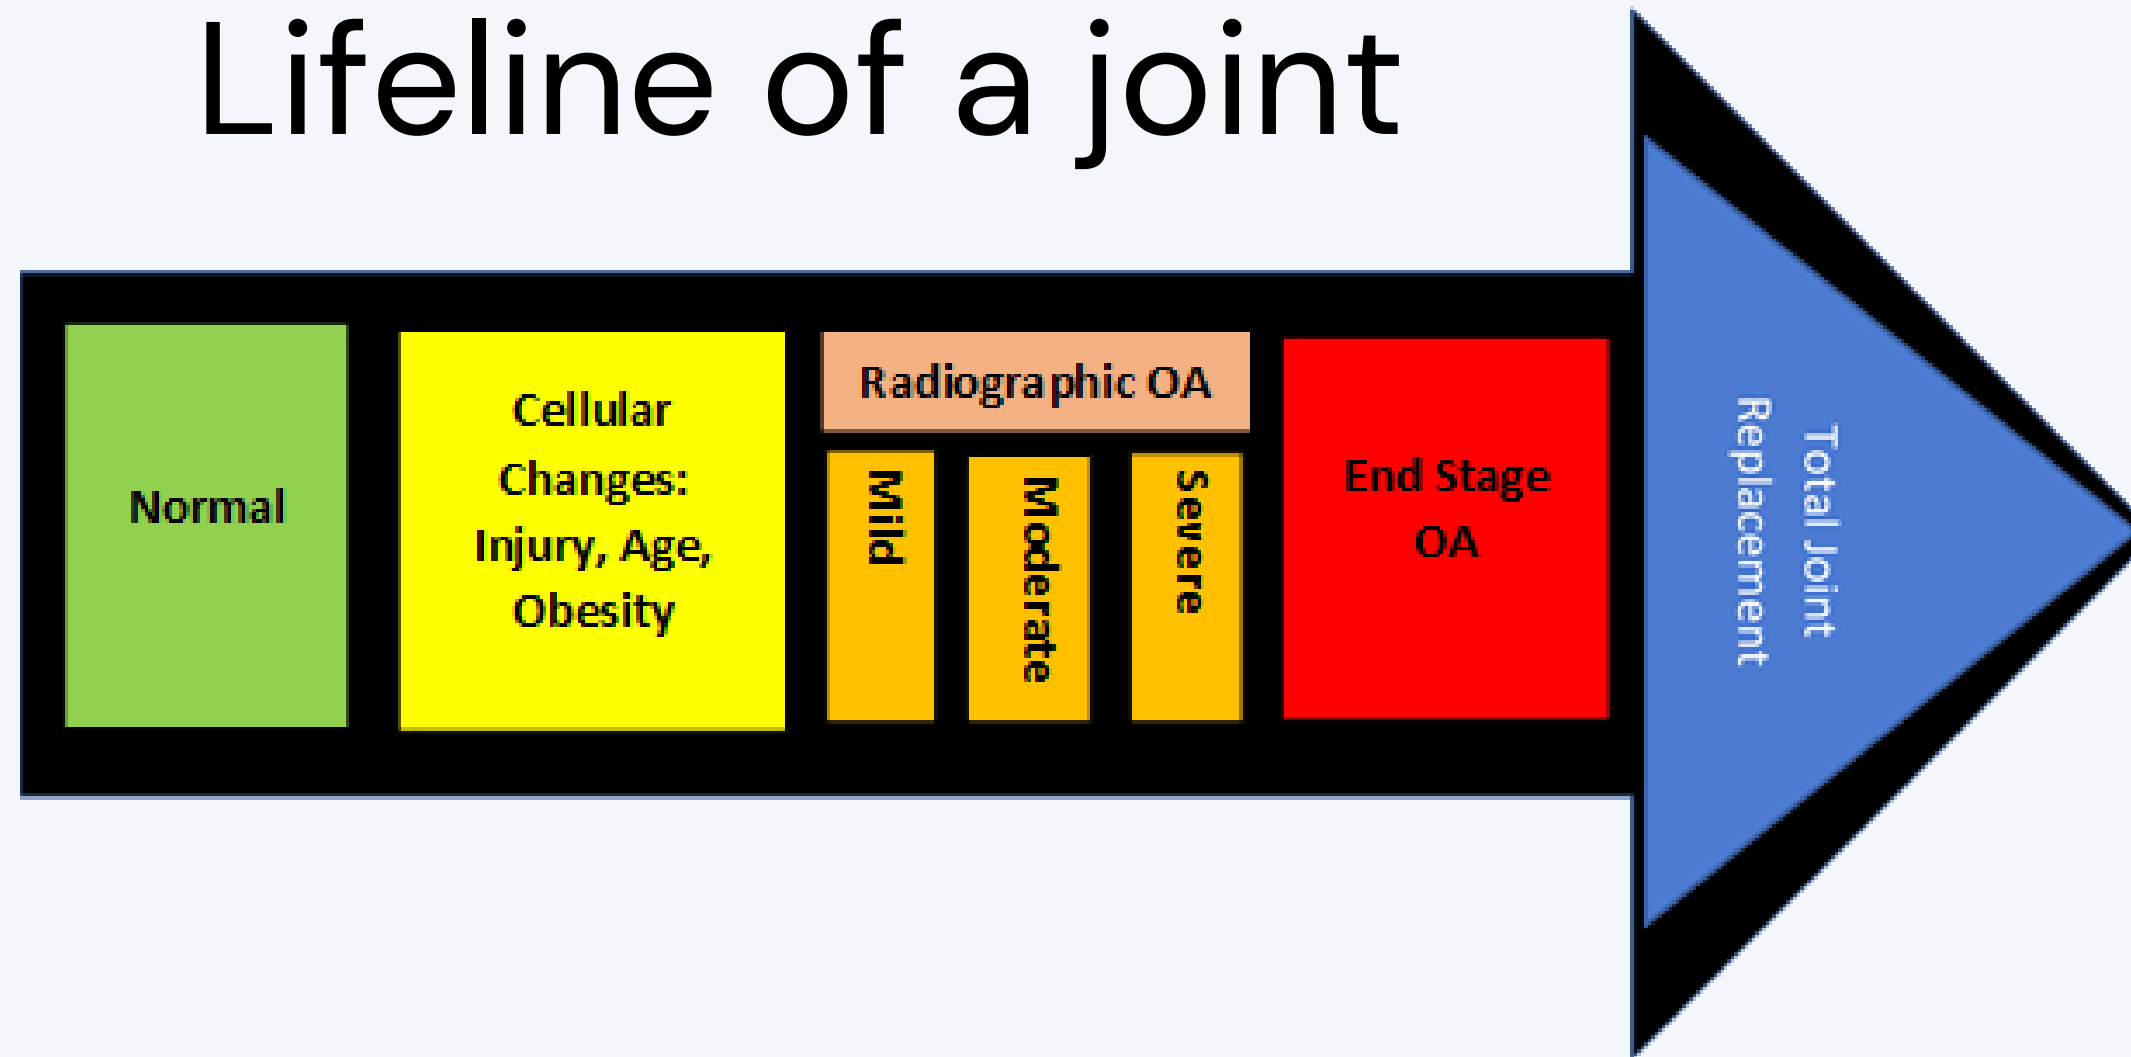 Lifeline of a joint
Normal
Cellular
Changes:
Injury, Age,
Obesity
Radiographic OA
Mild
Moderate
Severe
End Stage
OA
Total Joint
Replacement